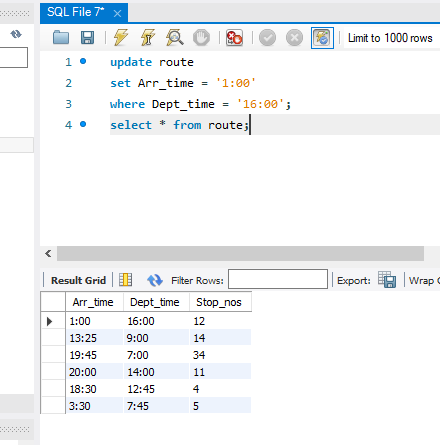 SQL File 7*
Limit to 1000 rows
1 update route
2 set Arr_time = '1:00'
3 where Dept_time = '16:00';
4 select * from route;
Result Grid Filter Rows: Export: Wrap C
Arr_time Dept_time Stop_nos
1:00 16:00 12
13:25 9:00 14
19:45 7:00 34
20:00 14:00 11
18:30 12:45 4
3:30 7:45 5